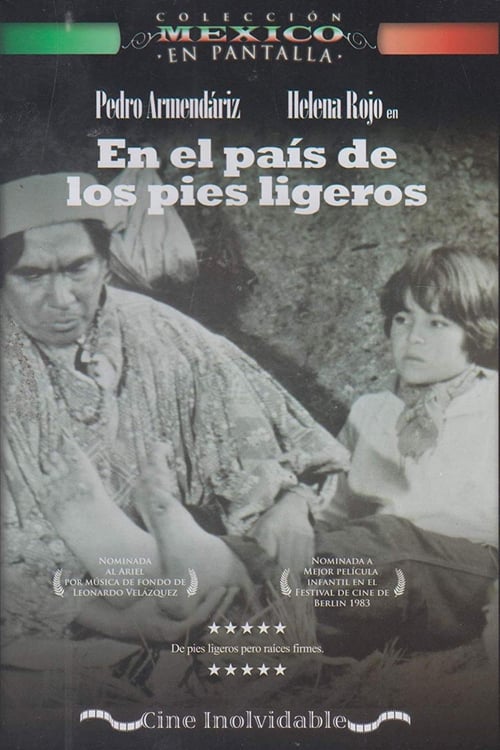 COLECCIÓN
MEXICO
• EN PANTALLA •
Pedro Armendáriz Helena Rojo en
En el país de
los pies ligeros
NOMINADA
AL ARIEL
POR MÚSICA DE FONDO DE
LEONARDO VELÁZQUEZ
NOMINADA A
MEJOR PELÍCULA
INFANTIL EN EL
FESTIVAL DE CINE DE
BERLIN 1983
De pies ligeros pero raíces firmes.
Cine Inolvidable